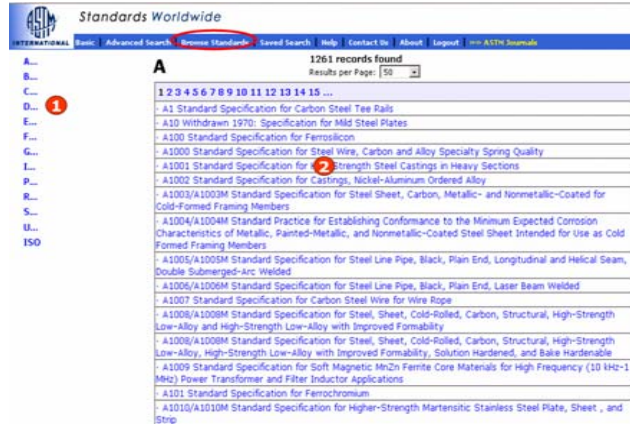 ASTM
INTERNATIONAL
Standards Worldwide
Basic | Advanced Search | Browse Standards | Saved Search | Help | Contact Us | About | Logout | >> ASTM Journals
A...
B...
C...
D...
1
E...
F...
G...
I...
P...
R...
S...
U...
ISO
A
1261 records found
Results per Page: 50
1 2 3 4 5 6 7 8 9 10 11 12 13 14 15 ...
- A1 Standard Specification for Carbon Steel Tee Rails
- A10 Withdrawn 1970: Specification for Mild Steel Plates
- A100 Standard Specification for Ferrosilicon
- A1000 Standard Specification for Steel Wire, Carbon and Alloy Specialty Spring Quality
- A1001 Standard Specification for 2 Strength Steel Castings in Heavy Sections
- A1002 Standard Specification for Castings, Nickel-Aluminum Ordered Alloy
- A1003/A1003M Standard Specification for Steel Sheet, Carbon, Metallic- and Nonmetallic-Coated for
Cold-Formed Framing Members
- A1004/A1004M Standard Practice for Establishing Conformance to the Minimum Expected Corrosion
Characteristics of Metallic, Painted-Metallic, and Nonmetallic-Coated Steel Sheet Intended for Use as Cold
Formed Framing Members
- A1005/A1005M Standard Specification for Steel Line Pipe, Black, Plain End, Longitudinal and Helical Seam,
Double Submerged-Arc Welded
- A1006/A1006M Standard Specification for Steel Line Pipe, Black, Plain End, Laser Beam Welded
- A1007 Standard Specification for Carbon Steel Wire for Wire Rope
- A1008/A1008M Standard Specification for Steel, Sheet, Cold-Rolled, Carbon, Structural, High-Strength
Low-Alloy and High-Strength Low-Alloy with Improved Formability
- A1008/A1008M Standard Specification for Steel, Sheet, Cold-Rolled, Carbon, Structural, High-Strength
Low-Alloy, High-Strength Low-Alloy with Improved Formability, Solution Hardened, and Bake Hardenable
- A1009 Standard Specification for Soft Magnetic MnZn Ferrite Core Materials for High Frequency (10 kHz-1
MHz) Power Transformer and Filter Inductor Applications
- A101 Standard Specification for Ferrochromium
- A1010/A1010M Standard Specification for Higher-Strength Martensitic Stainless Steel Plate, Sheet , and
Strip